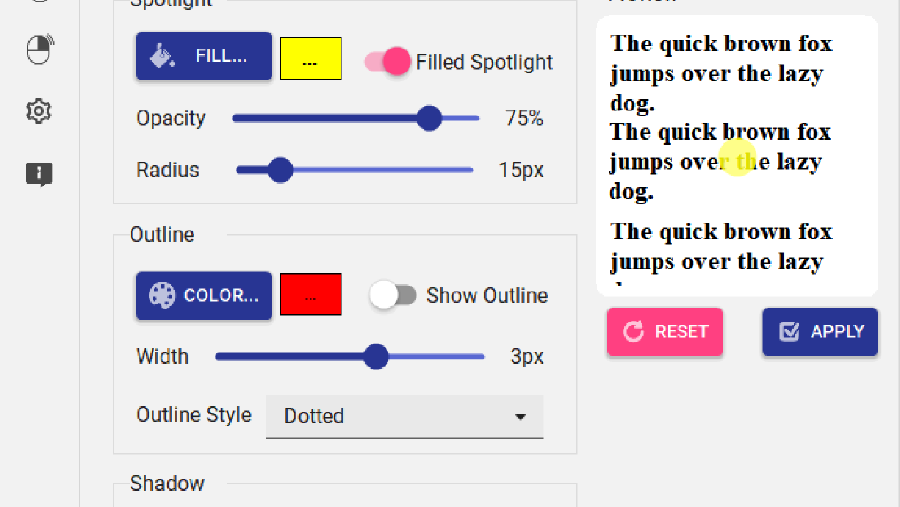 Spotlight
FILL...
...
Filled Spotlight
Opacity
75%
Radius
15px
Outline
COLOR...
...
Show Outline
Width
3px
Outline Style
Dotted
Shadow
The quick brown fox
jumps over the lazy
dog.
The quick brown fox
jumps over the lazy
dog.
The quick brown fox
jumps over the lazy
RESET
APPLY